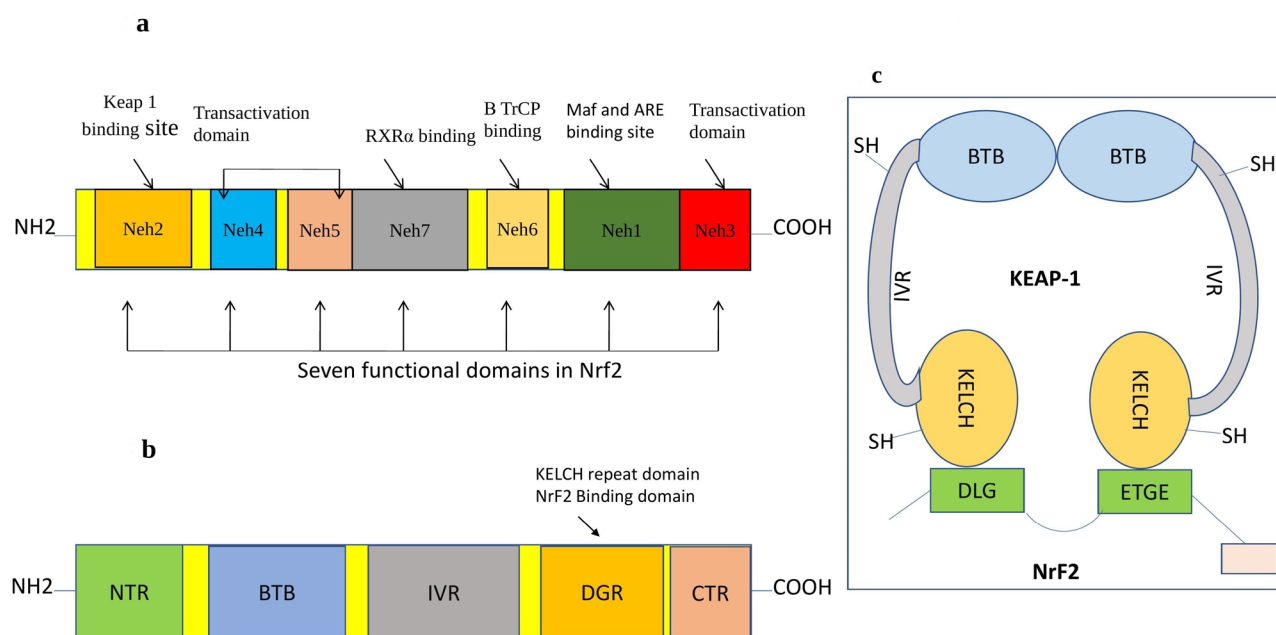 a
Keap 1
binding site
Transactivation
domain
RXRα binding
B TrCP
binding
Maf and ARE
binding site
Transactivation
domain
NH2
Neh2
Neh4
Neh5
Neh7
Neh6
Neh1
Neh3
COOH
Seven functional domains in Nrf2
b
KELCH repeat domain
NrF2 Binding domain
NH2
NTR
BTB
IVR
DGR
CTR
COOH
c
SH
BTB
BTB
SH
IVR
KEAP-1
IVR
KELCH
KELCH
SH
SH
DLG
ETGE
NrF2